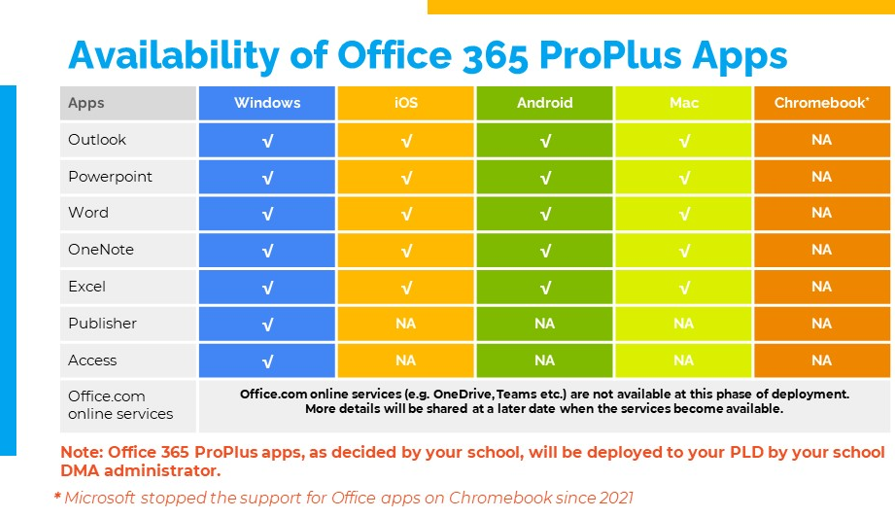 Availability of Office 365 ProPlus Apps
Apps Windows iOS Android Mac Chromebook*
Outlook √ √ √ √ NA
Powerpoint √ √ √ √ NA
Word √ √ √ √ NA
OneNote √ √ √ √ NA
Excel √ √ √ √ NA
Publisher √ NA NA NA NA
Access √ NA NA NA NA
Office.com
online services
Office.com online services (e.g. OneDrive, Teams etc.) are not available at this phase of deployment.
More details will be shared at a later date when the services become available.
Note: Office 365 ProPlus apps, as decided by your school, will be deployed to your PLD by your school
DMA administrator.
* Microsoft stopped the support for Office apps on Chromebook since 2021